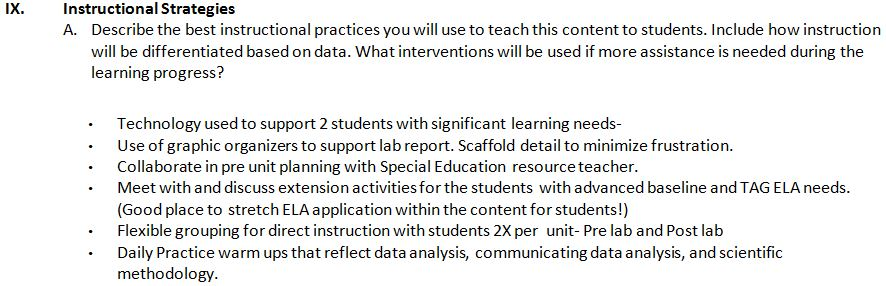 IX. Instructional Strategies
A. Describe the best instructional practices you will use to teach this content to students. Include how instruction
will be differentiated based on data. What interventions will be used if more assistance is needed during the
learning progress?
• Technology used to support 2 students with significant learning needs-
• Use of graphic organizers to support lab report. Scaffold detail to minimize frustration.
• Collaborate in pre unit planning with Special Education resource teacher.
• Meet with and discuss extension activities for the students with advanced baseline and TAG ELA needs.
(Good place to stretch ELA application within the content for students!)
• Flexible grouping for direct instruction with students 2X per unit- Pre lab and Post lab
• Daily Practice warm ups that reflect data analysis, communicating data analysis, and scientific
methodology.